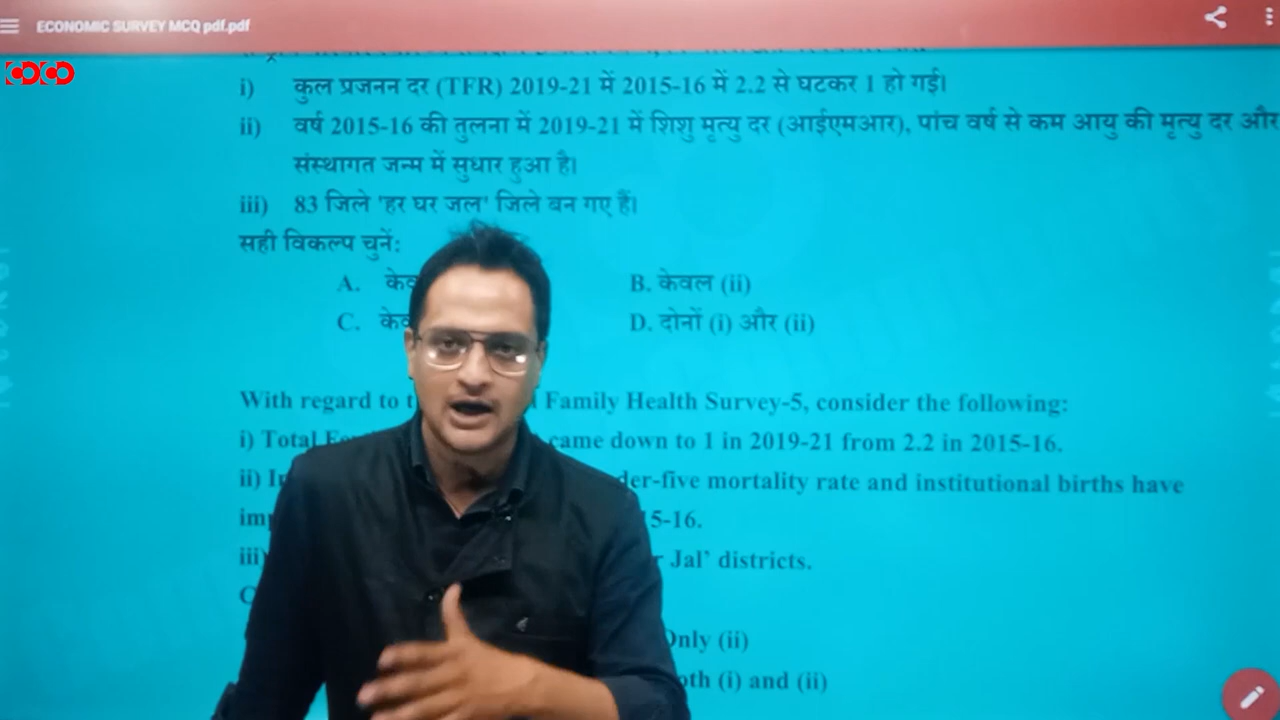 ECONOMIC SURVEY MCQ pdf.pdf
i) कुल प्रजनन दर (TFR) 2019-21 में 2015-16 में 2.2 से घटकर 1 हो गई।
ii) वर्ष 2015-16 की तुलना में 2019-21 में शिशु मृत्यु दर (आईएमआर), पांच वर्ष से कम आयु की मृत्यु दर और
संस्थागत जन्म में सुधार हुआ है।
iii) 83 जिले 'हर घर जल' जिले बन गए हैं।
सही विकल्प चुनें:
A. B. केवल (ii)
C. D. दोनों (i) और (ii)
With regard to Family Health Survey-5, consider the following:
i) Total came down to 1 in 2019-21 from 2.2 in 2015-16.
ii) mortality rate and institutional births have
5-16.
iii) Jal' districts.
Only (ii)
(i) and (ii)